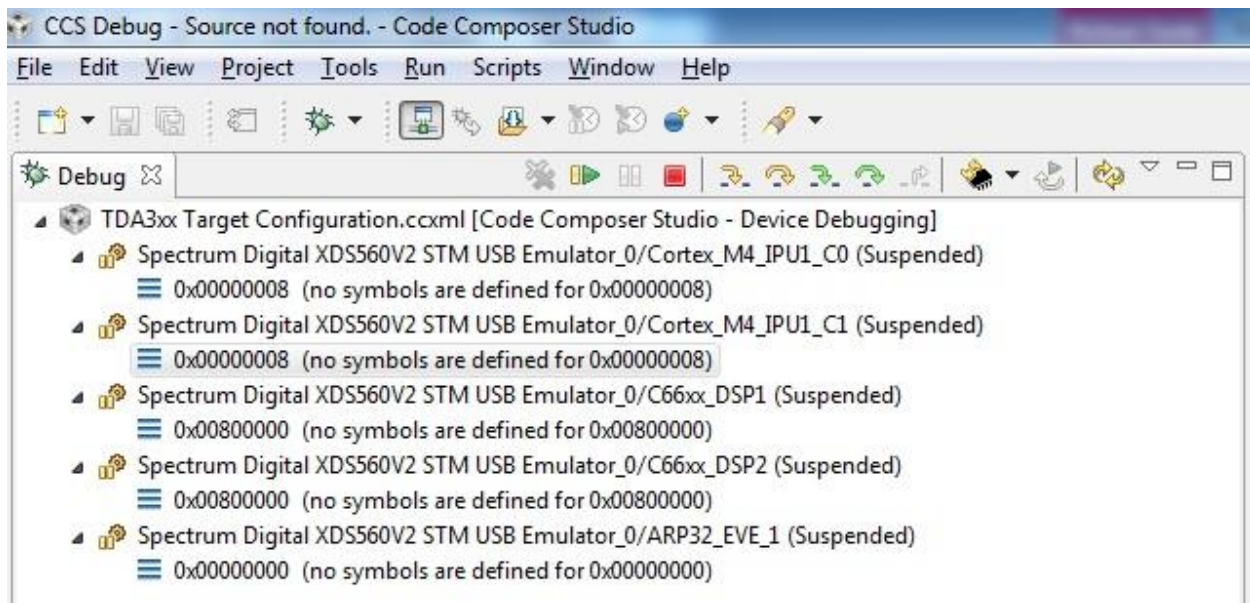 CCS Debug - Source not found. - Code Composer Studio
File Edit View Project Tools Run Scripts Window Help
Debug
TDA3xx Target Configuration.ccxml [Code Composer Studio - Device Debugging]
Spectrum Digital XDS560V2 STM USB Emulator_0/Cortex_M4_IPU1_C0 (Suspended)
0x00000008 (no symbols are defined for 0x00000008)
Spectrum Digital XDS560V2 STM USB Emulator_0/Cortex_M4_IPU1_C1 (Suspended)
0x00000008 (no symbols are defined for 0x00000008)
Spectrum Digital XDS560V2 STM USB Emulator_0/C66xx_DSP1 (Suspended)
0x00800000 (no symbols are defined for 0x00800000)
Spectrum Digital XDS560V2 STM USB Emulator_0/C66xx_DSP2 (Suspended)
0x00800000 (no symbols are defined for 0x00800000)
Spectrum Digital XDS560V2 STM USB Emulator_0/ARP32_EVE_1 (Suspended)
0x00000000 (no symbols are defined for 0x00000000)